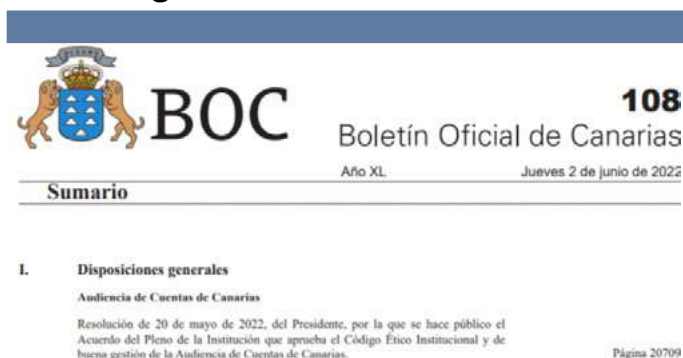 BOC
108
Boletín Oficial de Canarias
Año XL Jueves 2 de junio de 2022
Sumario
I. Disposiciones generales
Audiencia de Cuentas de Canarias
Resolución de 20 de mayo de 2022, del Presidente, por la que se hace público el
Acuerdo del Pleno de la Institución que aprueba el Código Ético Institucional y de
buena gestión de la Audiencia de Cuentas de Canarias. Página 20709